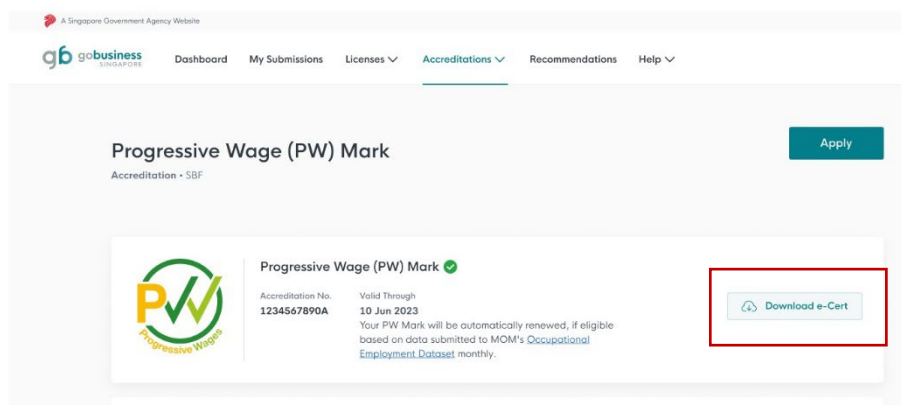 A Singapore Government Agency Website
gb gobusiness
SINGAPORE
Dashboard My Submissions Licenses Accreditations Recommendations Help
Progressive Wage (PW) Mark
Apply
Accreditation • SBF
Progressive Wage (PW) Mark
Accreditation No. Valid Through
1234567890A 10 Jun 2023
Your PW Mark will be automatically renewed, if eligible
based on data submitted to MOM's Occupational
Employment Dataset monthly.
Download e-Cert
PW
Progressive Wages